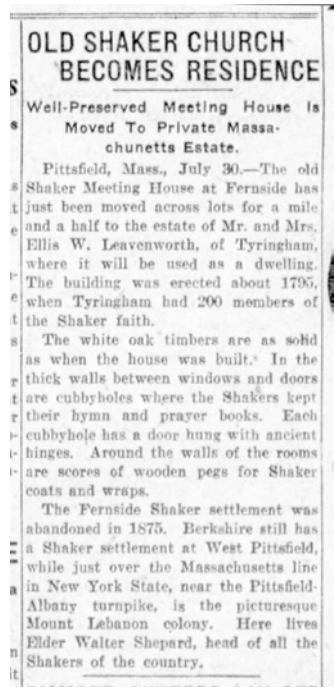 OLD SHAKER CHURCH
BECOMES RESIDENCE
Well-Preserved Meeting House Is
Moved To Private Massa-
chunetts Estate.
Pittsfield, Mass., July 30.—The old
Shaker Meeting House at Fernside has
just been moved across lots for a mile
and a half to the estate of Mr. and Mrs.
Ellis W. Leavenworth, of Tyringham,
where it will be used as a dwelling.
The building was erected about 1795,
when Tyringham had 200 members of
the Shaker faith.
The white oak timbers are as solid
as when the house was built. In the
thick walls between windows and doors
are cubbyholes where the Shakers kept
their hymn and prayer books. Each
cubbyhole has a door hung with ancient
hinges. Around the walls of the rooms
are scores of wooden pegs for Shaker
coats and wraps.
The Fernside Shaker settlement was
abandoned in 1875. Berkshire still has
a Shaker settlement at West Pittsfield,
while just over the Massachusetts line
in New York State, near the Pittsfield-
Albany turnpike, is the picturesque
Mount Lebanon colony. Here lives
Elder Walter Shepard, head of all the
Shakers of the country.